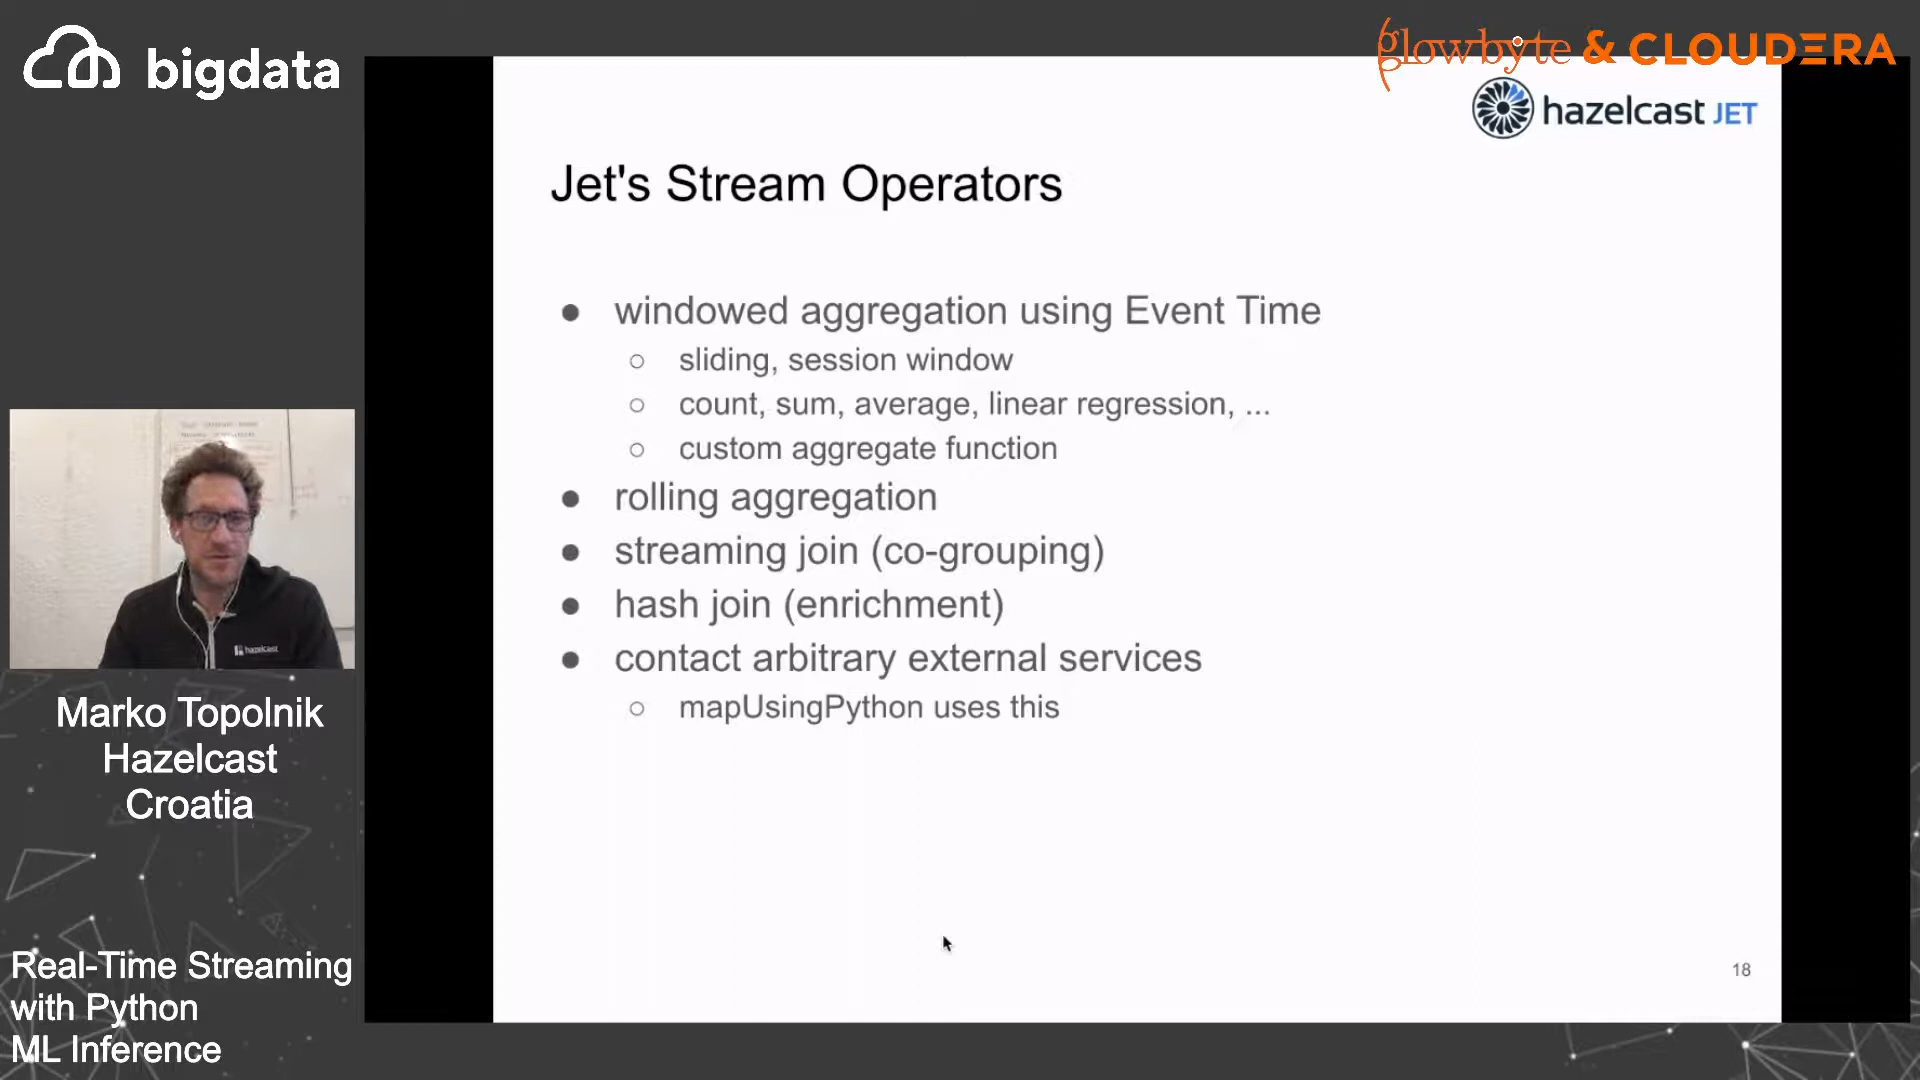 bigdata
glowbyte & CLOUDERA
hazelcast JET
Jet's Stream Operators
● windowed aggregation using Event Time
○ sliding, session window
○ count, sum, average, linear regression, ...
○ custom aggregate function
● rolling aggregation
● streaming join (co-grouping)
● hash join (enrichment)
● contact arbitrary external services
○ mapUsingPython uses this
18
hazelcast
Marko Topolnik
Hazelcast
Croatia
Real-Time Streaming
with Python
ML Inference